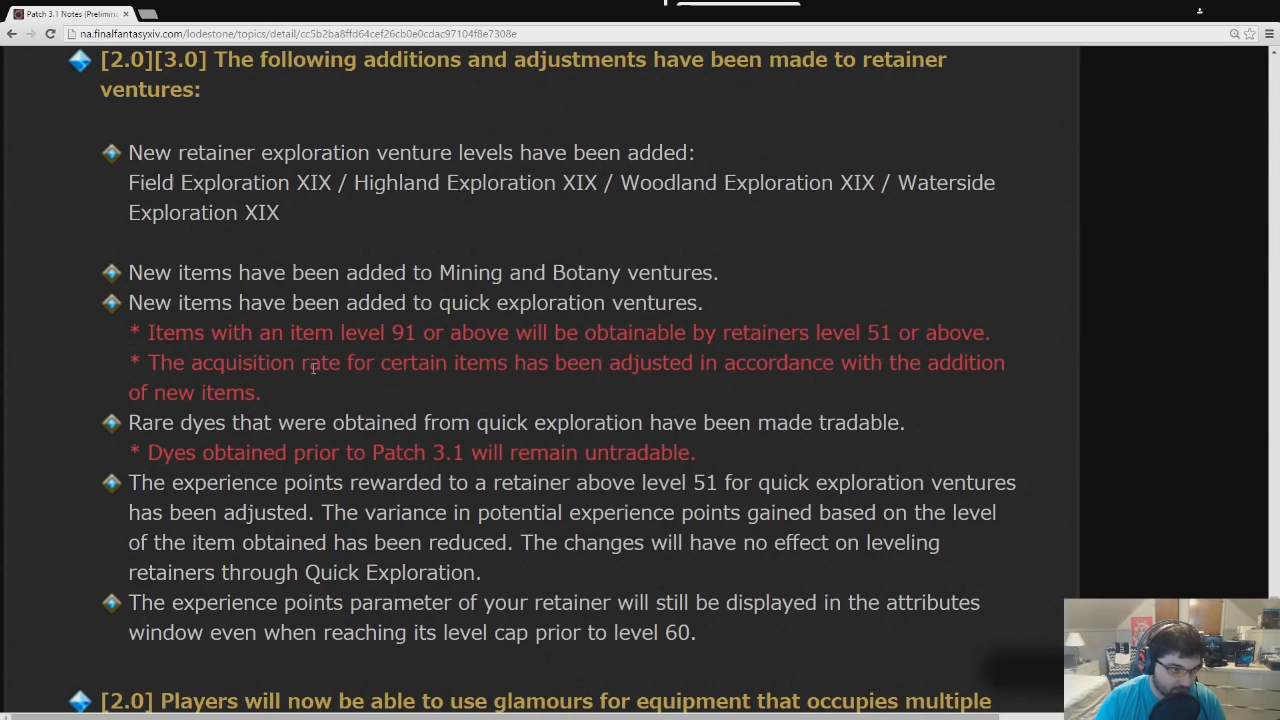 Patch 3.1 Notes (Prelimin
na.finalfantasyxiv.com/lodestone/topics/detail/cc5b2ba8ffd64cef26cb0e0cdac97104f8e7308e
[2.0][3.0] The following additions and adjustments have been made to retainer
ventures:
New retainer exploration venture levels have been added:
Field Exploration XIX / Highland Exploration XIX / Woodland Exploration XIX / Waterside
Exploration XIX
New items have been added to Mining and Botany ventures.
New items have been added to quick exploration ventures.
* Items with an item level 91 or above will be obtainable by retainers level 51 or above.
* The acquisition rate for certain items has been adjusted in accordance with the addition
of new items.
Rare dyes that were obtained from quick exploration have been made tradable.
* Dyes obtained prior to Patch 3.1 will remain untradable.
The experience points rewarded to a retainer above level 51 for quick exploration ventures
has been adjusted. The variance in potential experience points gained based on the level
of the item obtained has been reduced. The changes will have no effect on leveling
retainers through Quick Exploration.
The experience points parameter of your retainer will still be displayed in the attributes
window even when reaching its level cap prior to level 60.
[2.0] Players will now be able to use glamours for equipment that occupies multiple